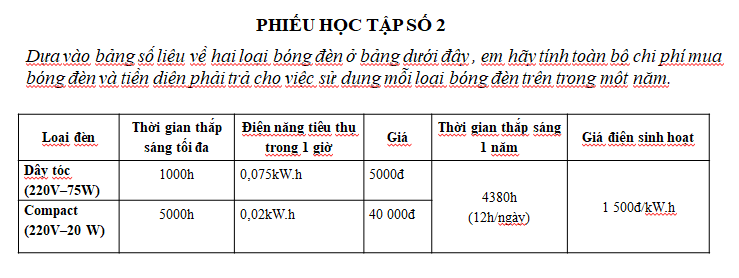 PHIẾU HỌC TẬP SỐ 2
Dựa vào bảng số liệu về hai loại bóng đèn ở bảng dưới đây , em hãy tính toàn bộ chi phí mua
bóng đèn và tiền điện phải trả cho việc sử dụng mỗi loại bóng đèn trên trong một năm.
Loại đèn
Thời gian thắp
sáng tối đa
Điện năng tiêu thụ
trong 1 giờ
Giá
Thời gian thắp sáng
1 năm
Giá điện sinh hoạt
Dây tóc
(220V–75W)
1000h
0,075kW.h
5000đ
4380h
(12h/ngày)
1 500đ/kW.h
Compact
(220V–20 W)
5000h
0,02kW.h
40 000đ